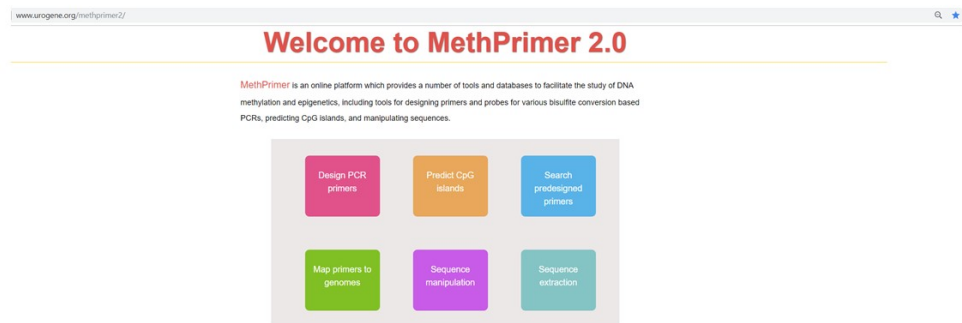 www.urogene.org/methprimer2/
Welcome to MethPrimer 2.0
MethPrimer is an online platform which provides a number of tools and databases to facilitate the study of DNA
methylation and epigenetics, including tools for designing primers and probes for various bisulfite conversion based
PCRs, predicting CpG islands, and manipulating sequences.
Design PCR
primers
Predict CpG
islands
Search
predesigned
primers
Map primers to
genomes
Sequence
manipulation
Sequence
extraction